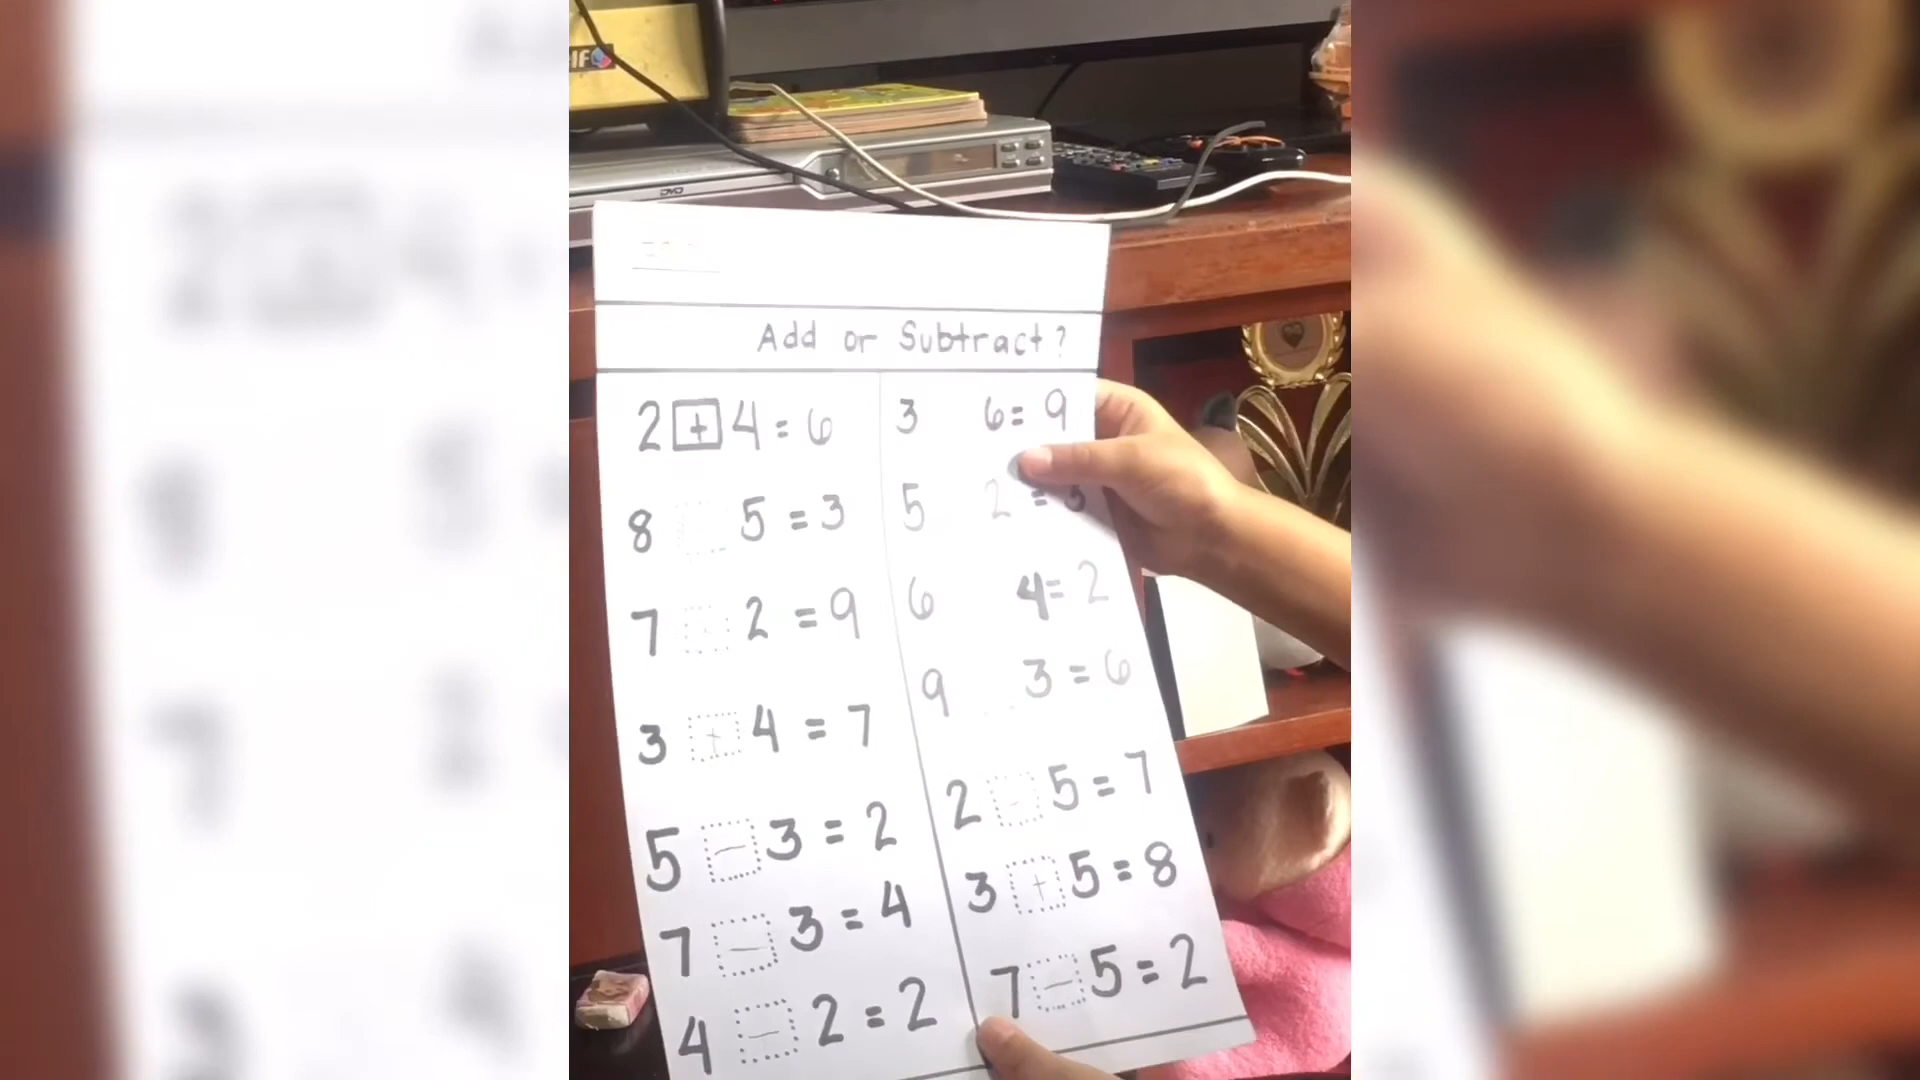 DVD
Add or Subtract?
2 + 4 = 6
8 5 = 3
7 2 = 9
3 + 4 = 7
5 - 3 = 2
7 - 3 = 4
4 - 2 = 2
3 6 = 9
5 2 =
6 4 = 2
9 3 = 6
2 - 5 = 7
3 + 5 = 8
7 - 5 = 2